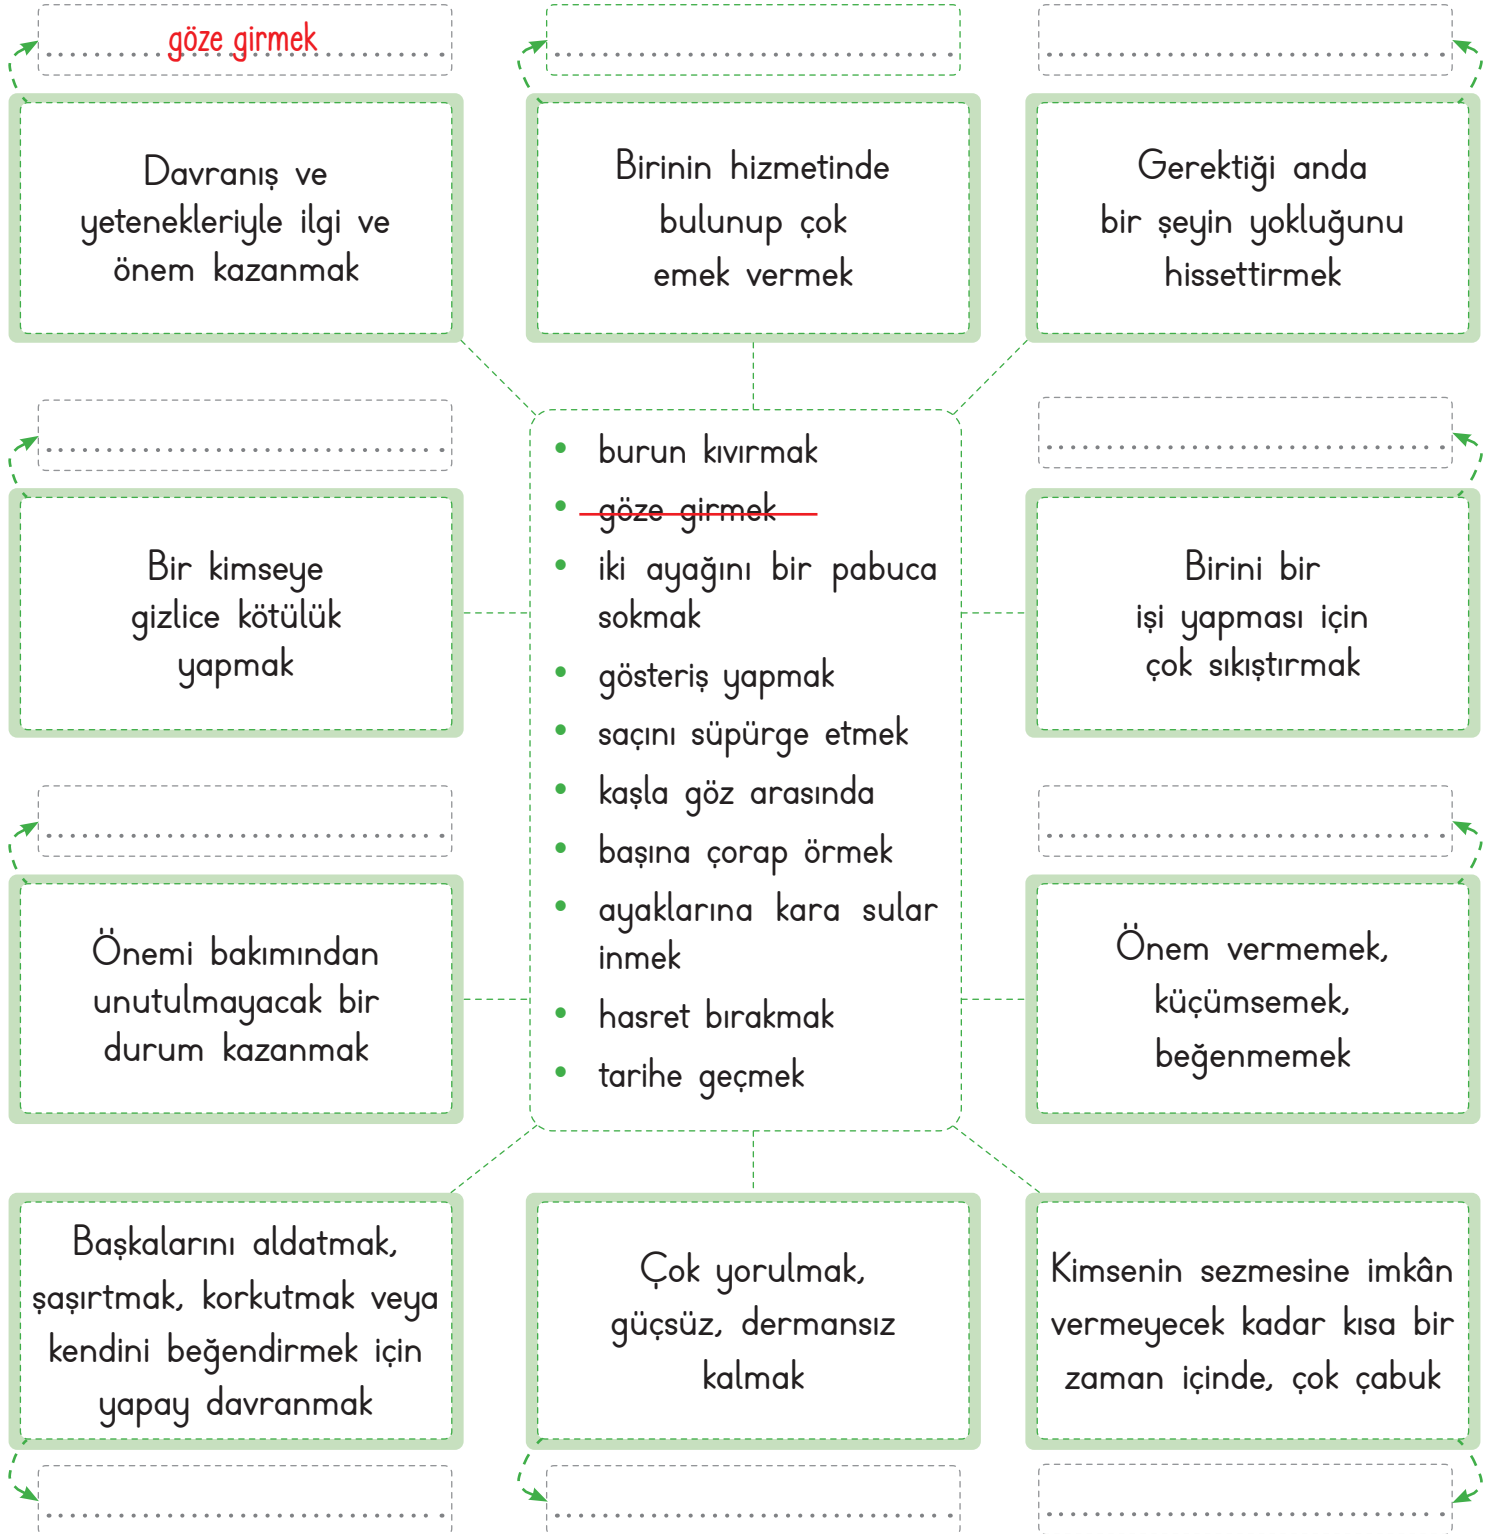 göze girmek
Davranış ve
yetenekleriyle ilgi ve
önem kazanmak
Birinin hizmetinde
bulunup çok
emek vermek
Gerektiği anda
bir şeyin yokluğunu
hissettirmek
Bir kimseye
gizlice kötülük
yapmak
• burun kıvırmak
• göze girmek
• iki ayağını bir pabuca
sokmak
• gösteriş yapmak
• saçını süpürge etmek
• kaşla göz arasında
• başına çorap örmek
• ayaklarına kara sular
inmek
• hasret bırakmak
• tarihe geçmek
Birini bir
işi yapması için
çok sıkıştırmak
Önemi bakımından
unutulmayacak bir
durum kazanmak
Önem vermemek,
küçümsemek,
beğenmemek
Başkalarını aldatmak,
şaşırtmak, korkutmak veya
kendini beğendirmek için
yapay davranmak
Çok yorulmak,
güçsüz, dermansız
kalmak
Kimsenin sezmesine imkân
vermeyecek kadar kısa bir
zaman içinde, çok çabuk